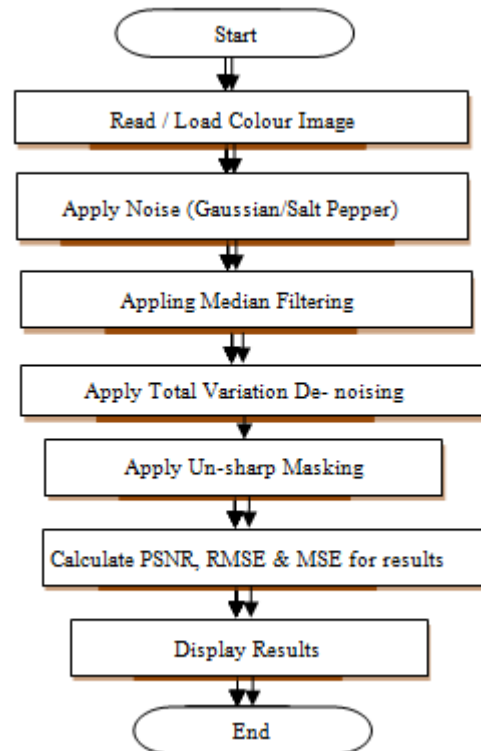 Start
Read / Load Colour Image
Apply Noise (Gaussian/Salt Pepper)
Appling Median Filtering
Apply Total Variation De- noising
Apply Un-sharp Masking
Calculate PSNR, RMSE & MSE for results
Display Results
End